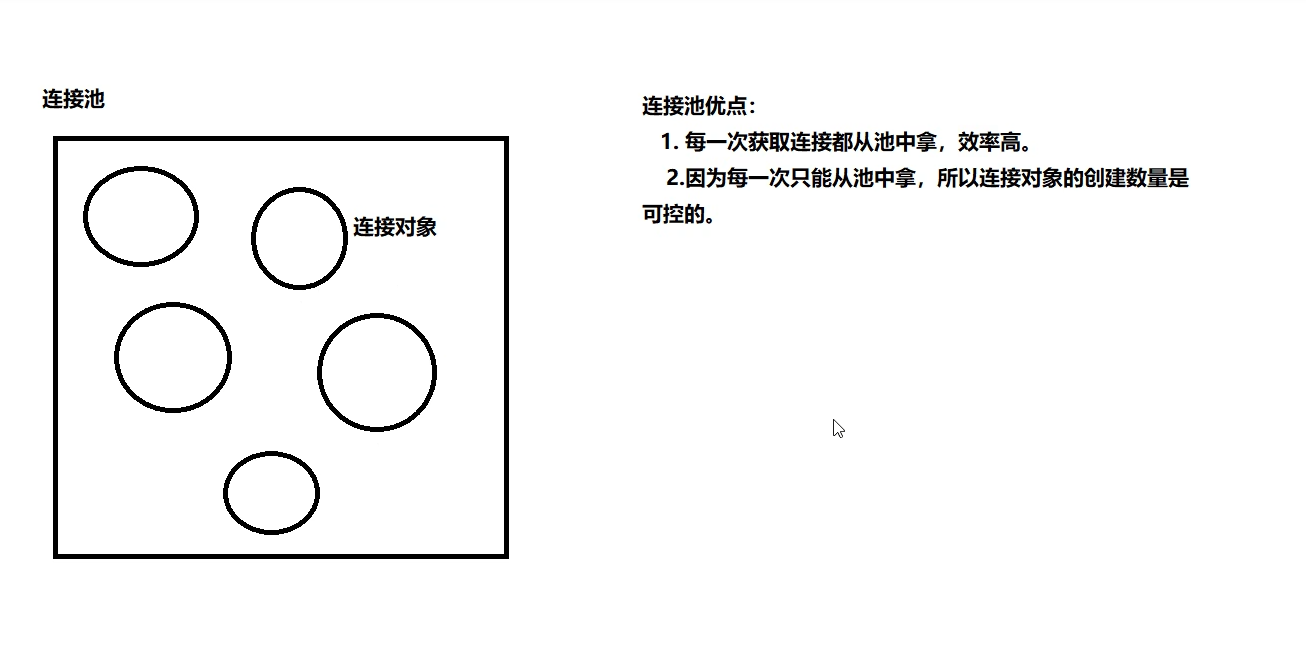 连接池
连接对象
连接池优点：
1. 每一次获取连接都从池中拿，效率高。
2.因为每一次只能从池中拿，所以连接对象的创建数量是
可控的。